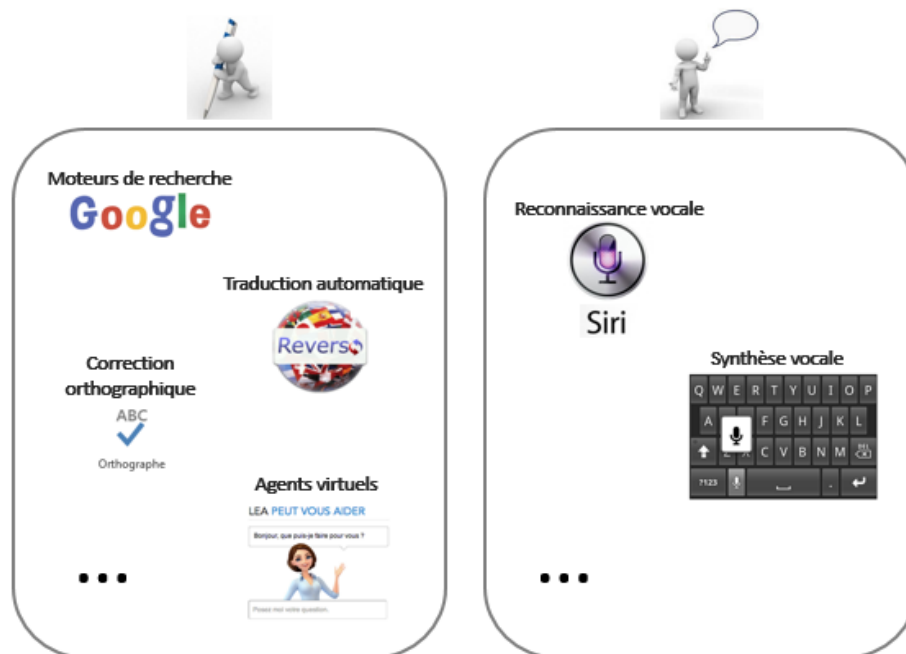 Moteurs de recherche
Google
Traduction automatique
Reverso
Correction
orthographique
ABC
Orthographe
Agents virtuels
LEA PEUT VOUS AIDER
Bonjour, que puis-je faire pour vous ?
Posez moi votre question.
...
Reconnaissance vocale
Siri
Synthèse vocale
Q W E R T Y U I O P
A F G H J K L
Z X C V B N M DEL
?123 .
...